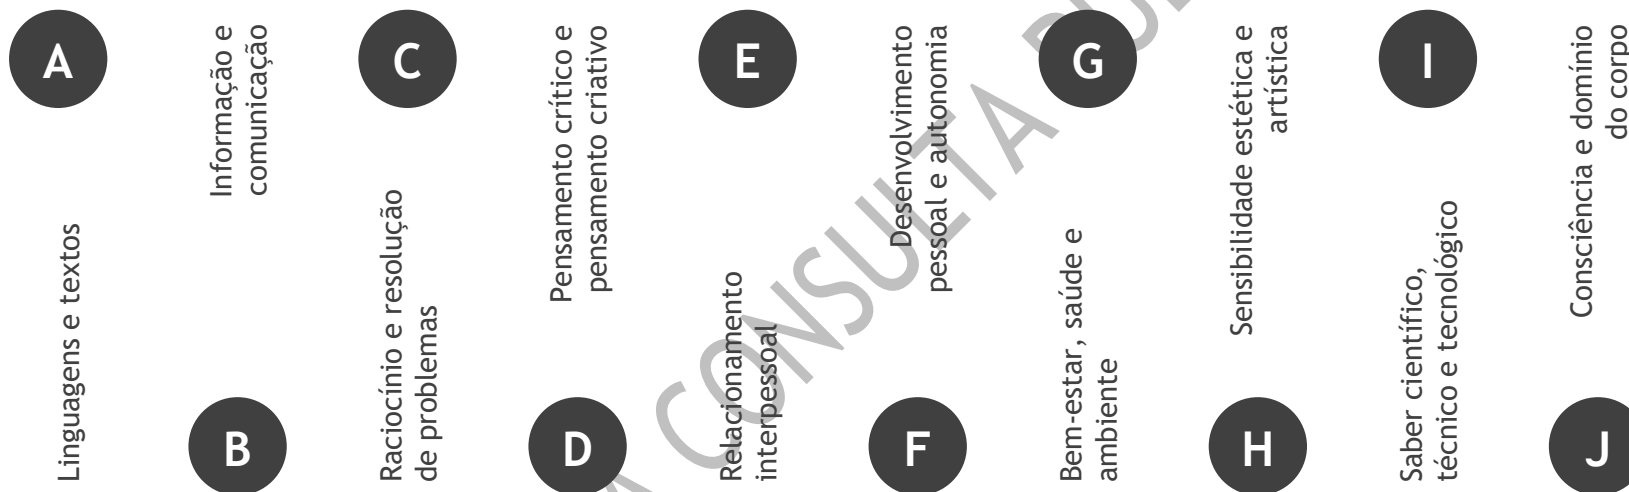 A
Linguagens e textos
B
Informação e
comunicação
C
Raciocínio e resolução
de problemas
D
Pensamento crítico e
pensamento criativo
E
Relacionamento
interpessoal
F
Desenvolvimento
pessoal e autonomia
G
Bem-estar, saúde e
ambiente
H
Sensibilidade estética e
artística
I
Saber científico,
técnico e tecnológico
J
Consciência e domínio
do corpo
CONSULTA